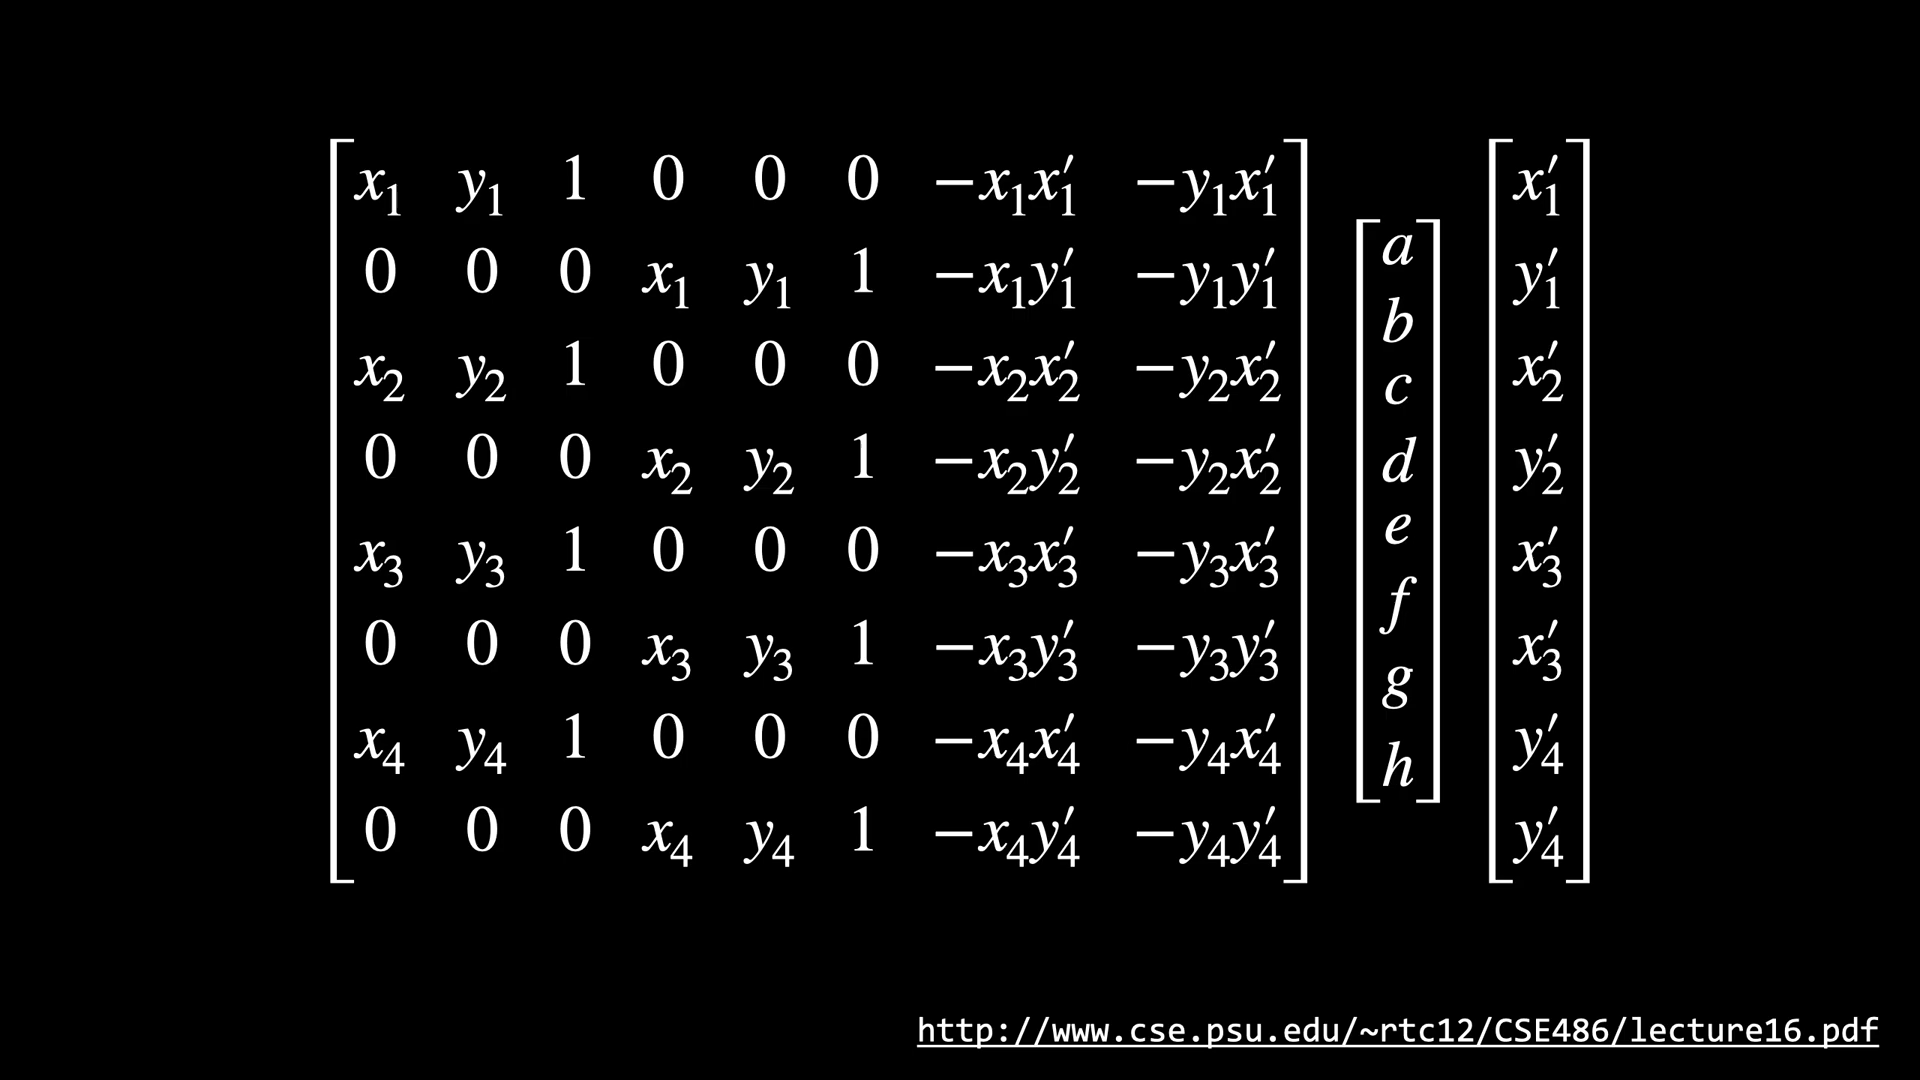 x₁ y₁ 1 0 0 0 −x₁x′₁ −y₁x′₁ x′₁
0 0 0 x₁ y₁ 1 −x₁y′₁ −y₁y′₁ a y′₁
x₂ y₂ 1 0 0 0 −x₂x′₂ −y₂x′₂ b x′₂
0 0 0 x₂ y₂ 1 −x₂y′₂ −y₂x′₂ c d y′₂
x₃ y₃ 1 0 0 0 −x₃x′₃ −y₃x′₃ e x′₃
0 0 0 x₃ y₃ 1 −x₃y′₃ −y₃y′₃ f g x′₃
x₄ y₄ 1 0 0 0 −x₄x′₄ −y₄x′₄ h y′₄
0 0 0 x₄ y₄ 1 −x₄y′₄ −y₄y′₄ y′₄
http://www.cse.psu.edu/~rtc12/CSE486/lecture16.pdf